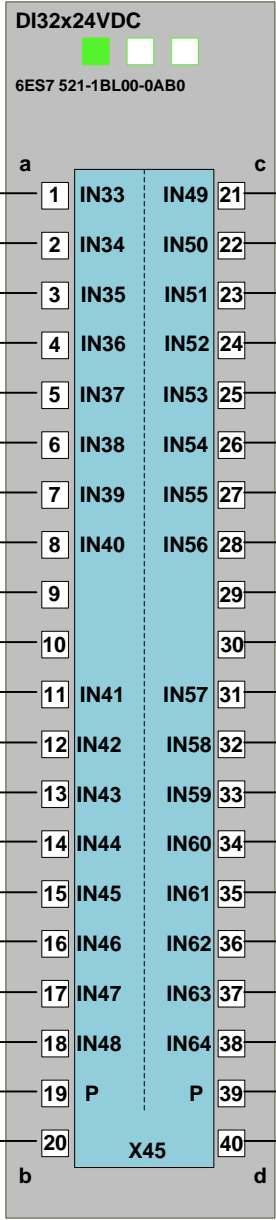 DI32x24VDC
6ES7 521-1BL00-0AB0
a c
1 IN33 IN49 21
2 IN34 IN50 22
3 IN35 IN51 23
4 IN36 IN52 24
5 IN37 IN53 25
6 IN38 IN54 26
7 IN39 IN55 27
8 IN40 IN56 28
9 29
10 30
11 IN41 IN57 31
12 IN42 IN58 32
13 IN43 IN59 33
14 IN44 IN60 34
15 IN45 IN61 35
16 IN46 IN62 36
17 IN47 IN63 37
18 IN48 IN64 38
19 P P 39
20 X45 40
b d